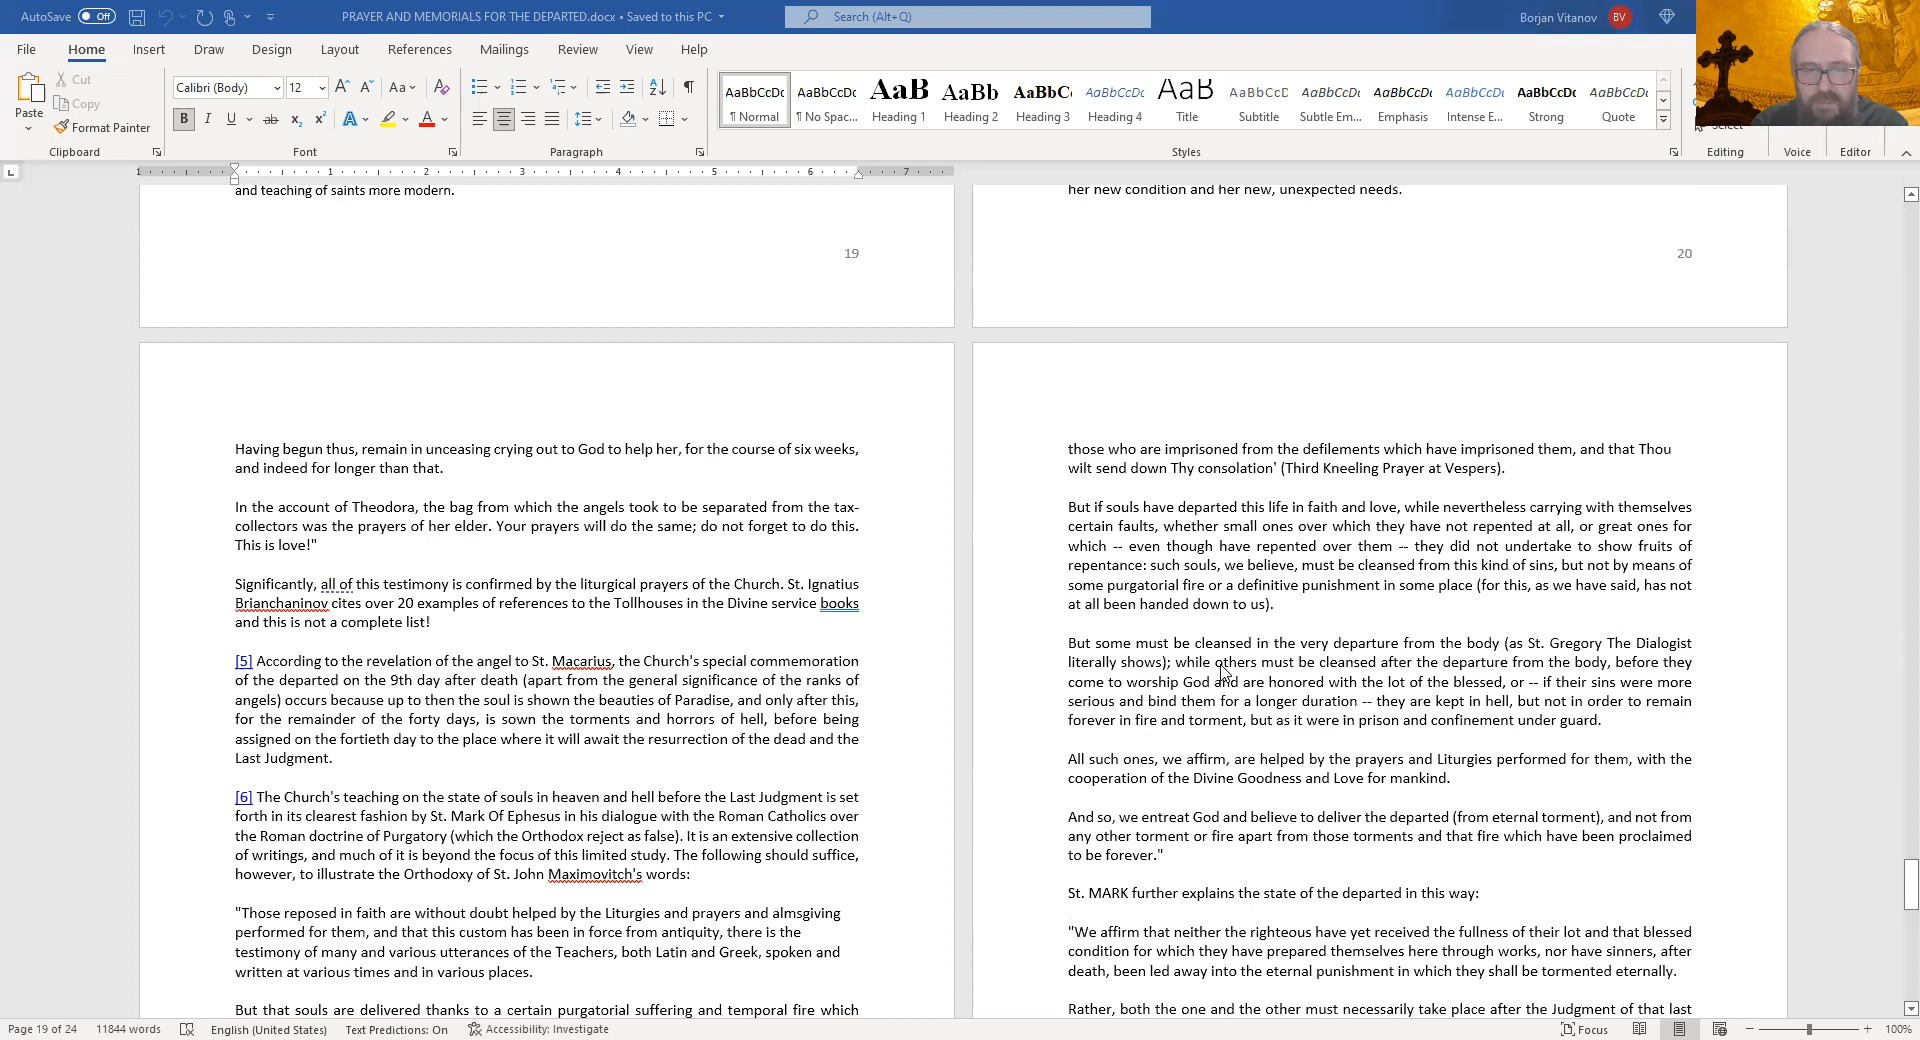 AutoSave Off
PRAYER AND MEMORIALS FOR THE DEPARTED.docx • Saved to this PC
Search (Alt+Q)
Borjan Vitanov BV
File Home Insert Draw Design Layout References Mailings Review View Help
Paste
Cut
Copy
Format Painter
Clipboard
Calibri (Body) 12
Font
Paragraph
AaBbCcDc ¶ Normal
AaBbCcDc ¶ No Spac...
AaB Heading 1
AaBb Heading 2
AaBbC Heading 3
AaBbCcDc Heading 4
AaB Title
AaBbCcD Subtitle
AaBbCcDc Subtle Em...
AaBbCcDc Emphasis
AaBbCcDc Intense E...
AaBbCcDc Strong
AaBbCcDc Quote
Styles
Editing
Voice
Editor
1 1 2 3 4 5 6 7
and teaching of saints more modern.
19
Having begun thus, remain in unceasing crying out to God to help her, for the course of six weeks,
and indeed for longer than that.
In the account of Theodora, the bag from which the angels took to be separated from the tax-
collectors was the prayers of her elder. Your prayers will do the same; do not forget to do this.
This is love!"
Significantly, all of this testimony is confirmed by the liturgical prayers of the Church. St. Ignatius
Brianchaninov cites over 20 examples of references to the Tollhouses in the Divine service books
and this is not a complete list!
[5] According to the revelation of the angel to St. Macarius, the Church's special commemoration
of the departed on the 9th day after death (apart from the general significance of the ranks of
angels) occurs because up to then the soul is shown the beauties of Paradise, and only after this,
for the remainder of the forty days, is sown the torments and horrors of hell, before being
assigned on the fortieth day to the place where it will await the resurrection of the dead and the
Last Judgment.
[6] The Church's teaching on the state of souls in heaven and hell before the Last Judgment is set
forth in its clearest fashion by St. Mark Of Ephesus in his dialogue with the Roman Catholics over
the Roman doctrine of Purgatory (which the Orthodox reject as false). It is an extensive collection
of writings, and much of it is beyond the focus of this limited study. The following should suffice,
however, to illustrate the Orthodoxy of St. John Maximovitch's words:
"Those reposed in faith are without doubt helped by the Liturgies and prayers and almsgiving
performed for them, and that this custom has been in force from antiquity, there is the
testimony of many and various utterances of the Teachers, both Latin and Greek, spoken and
written at various times and in various places.
But that souls are delivered thanks to a certain purgatorial suffering and temporal fire which
her new condition and her new, unexpected needs.
20
those who are imprisoned from the defilements which have imprisoned them, and that Thou
wilt send down Thy consolation' (Third Kneeling Prayer at Vespers).
But if souls have departed this life in faith and love, while nevertheless carrying with themselves
certain faults, whether small ones over which they have not repented at all, or great ones for
which -- even though have repented over them -- they did not undertake to show fruits of
repentance: such souls, we believe, must be cleansed from this kind of sins, but not by means of
some purgatorial fire or a definitive punishment in some place (for this, as we have said, has not
at all been handed down to us).
But some must be cleansed in the very departure from the body (as St. Gregory The Dialogist
literally shows); while others must be cleansed after the departure from the body, before they
come to worship God and are honored with the lot of the blessed, or -- if their sins were more
serious and bind them for a longer duration -- they are kept in hell, but not in order to remain
forever in fire and torment, but as it were in prison and confinement under guard.
All such ones, we affirm, are helped by the prayers and Liturgies performed for them, with the
cooperation of the Divine Goodness and Love for mankind.
And so, we entreat God and believe to deliver the departed (from eternal torment), and not from
any other torment or fire apart from those torments and that fire which have been proclaimed
to be forever."
St. MARK further explains the state of the departed in this way:
"We affirm that neither the righteous have yet received the fullness of their lot and that blessed
condition for which they have prepared themselves here through works, nor have sinners, after
death, been led away into the eternal punishment in which they shall be tormented eternally.
Rather, both the one and the other must necessarily take place after the Judgment of that last
Page 19 of 24 11844 words English (United States) Text Predictions: On Accessibility: Investigate Focus 100%